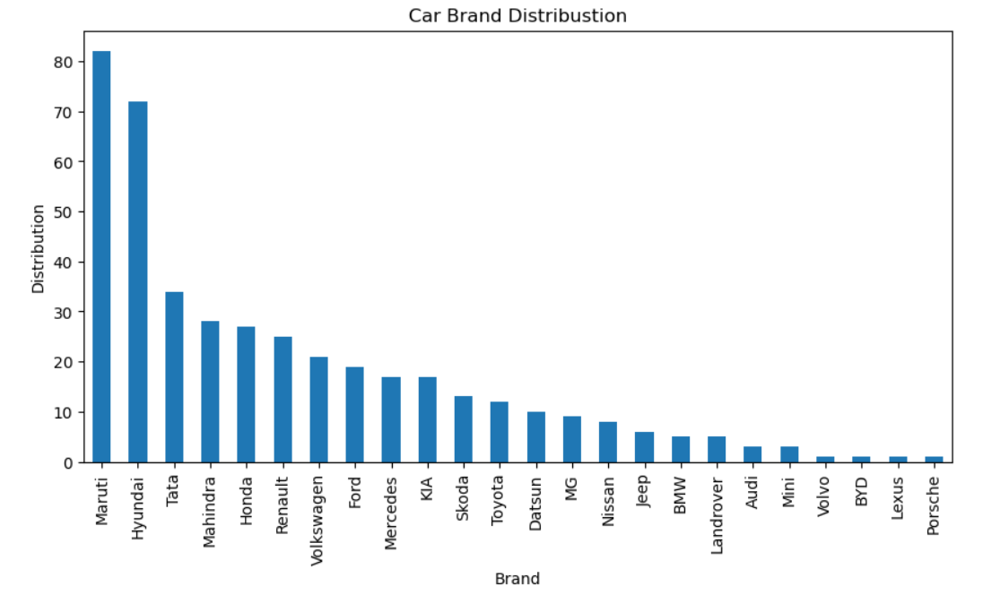 Car Brand Distribustion
80
70
60
50
40
30
20
10
0
Distribution
Maruti
Hyundai
Tata
Mahindra
Honda
Renault
Volkswagen
Ford
Mercedes
KIA
Skoda
Toyota
Datsun
MG
Nissan
Jeep
BMW
Landrover
Audi
Mini
Volvo
BYD
Lexus
Porsche
Brand